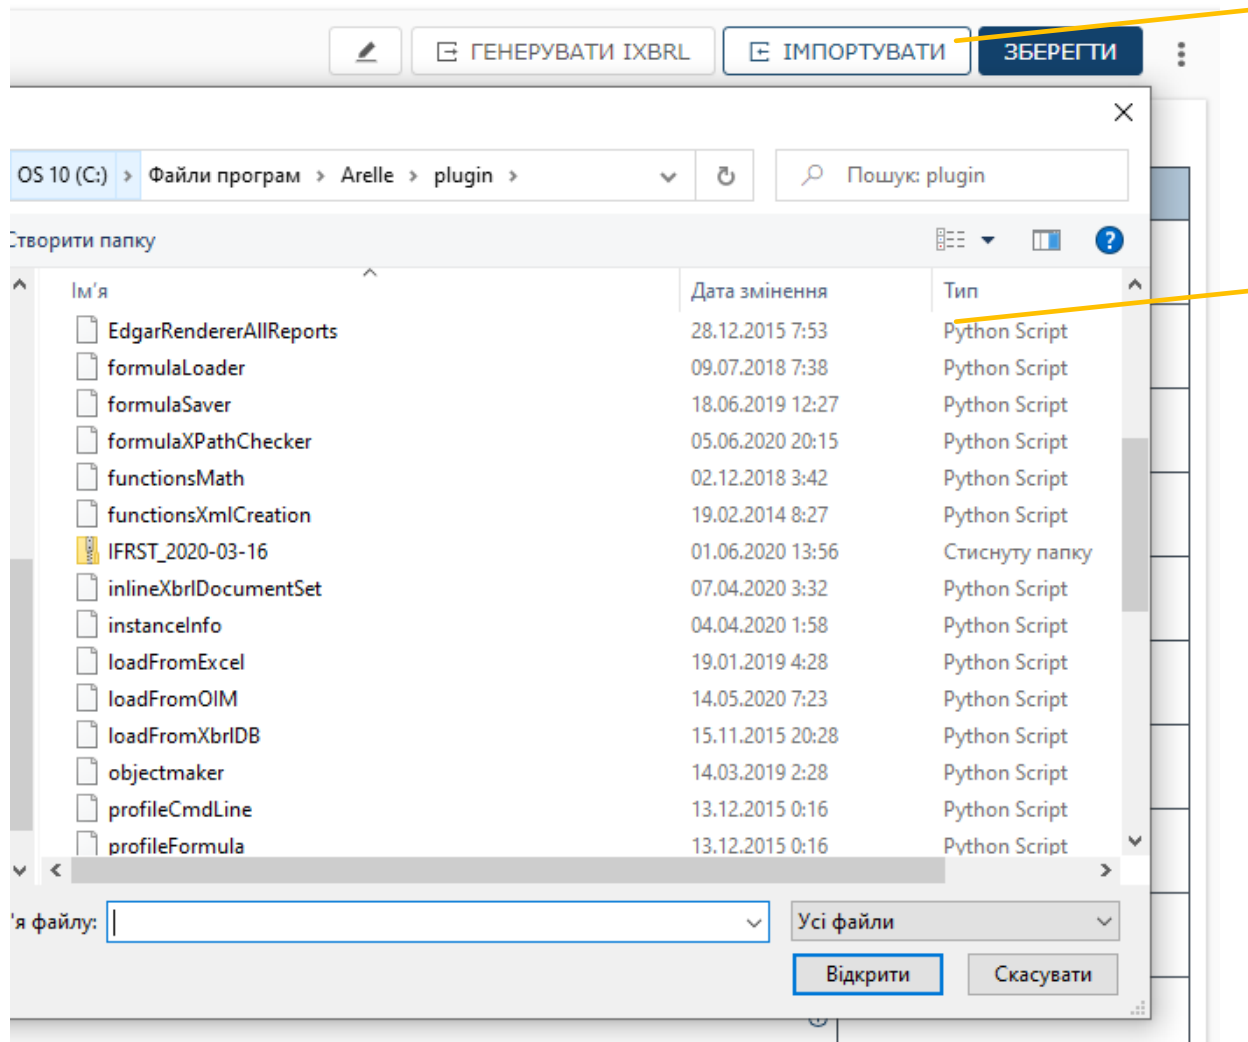 ГЕНЕРУВАТИ IXBRL ІМПОРТУВАТИ ЗБЕРЕГТИ
OS 10 (C:) Файли програм Arelle plugin Пошук: plugin
Створити папку
Ім'я Дата змінення Тип
EdgarRendererAllReports 28.12.2015 7:53 Python Script
formulaLoader 09.07.2018 7:38 Python Script
formulaSaver 18.06.2019 12:27 Python Script
formulaXPathChecker 05.06.2020 20:15 Python Script
functionsMath 02.12.2018 3:42 Python Script
functionsXmlCreation 19.02.2014 8:27 Python Script
IFRST_2020-03-16 01.06.2020 13:56 Стиснуту папку
inlineXbrlDocumentSet 07.04.2020 3:32 Python Script
instanceInfo 04.04.2020 1:58 Python Script
loadFromExcel 19.01.2019 4:28 Python Script
loadFromOIM 14.05.2020 7:23 Python Script
loadFromXbrlDB 15.11.2015 20:28 Python Script
objectmaker 14.03.2019 2:28 Python Script
profileCmdLine 13.12.2015 0:16 Python Script
profileFormula 13.12.2015 0:16 Python Script
'я файлу: Усі файли
Відкрити Скасувати